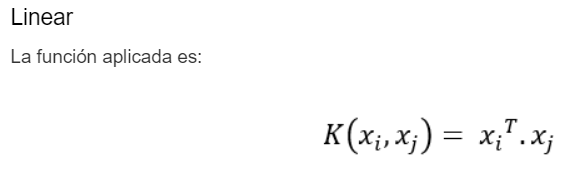 Linear
La función aplicada es:
K(xᵢ, xⱼ) = xᵢᵀ . xⱼ